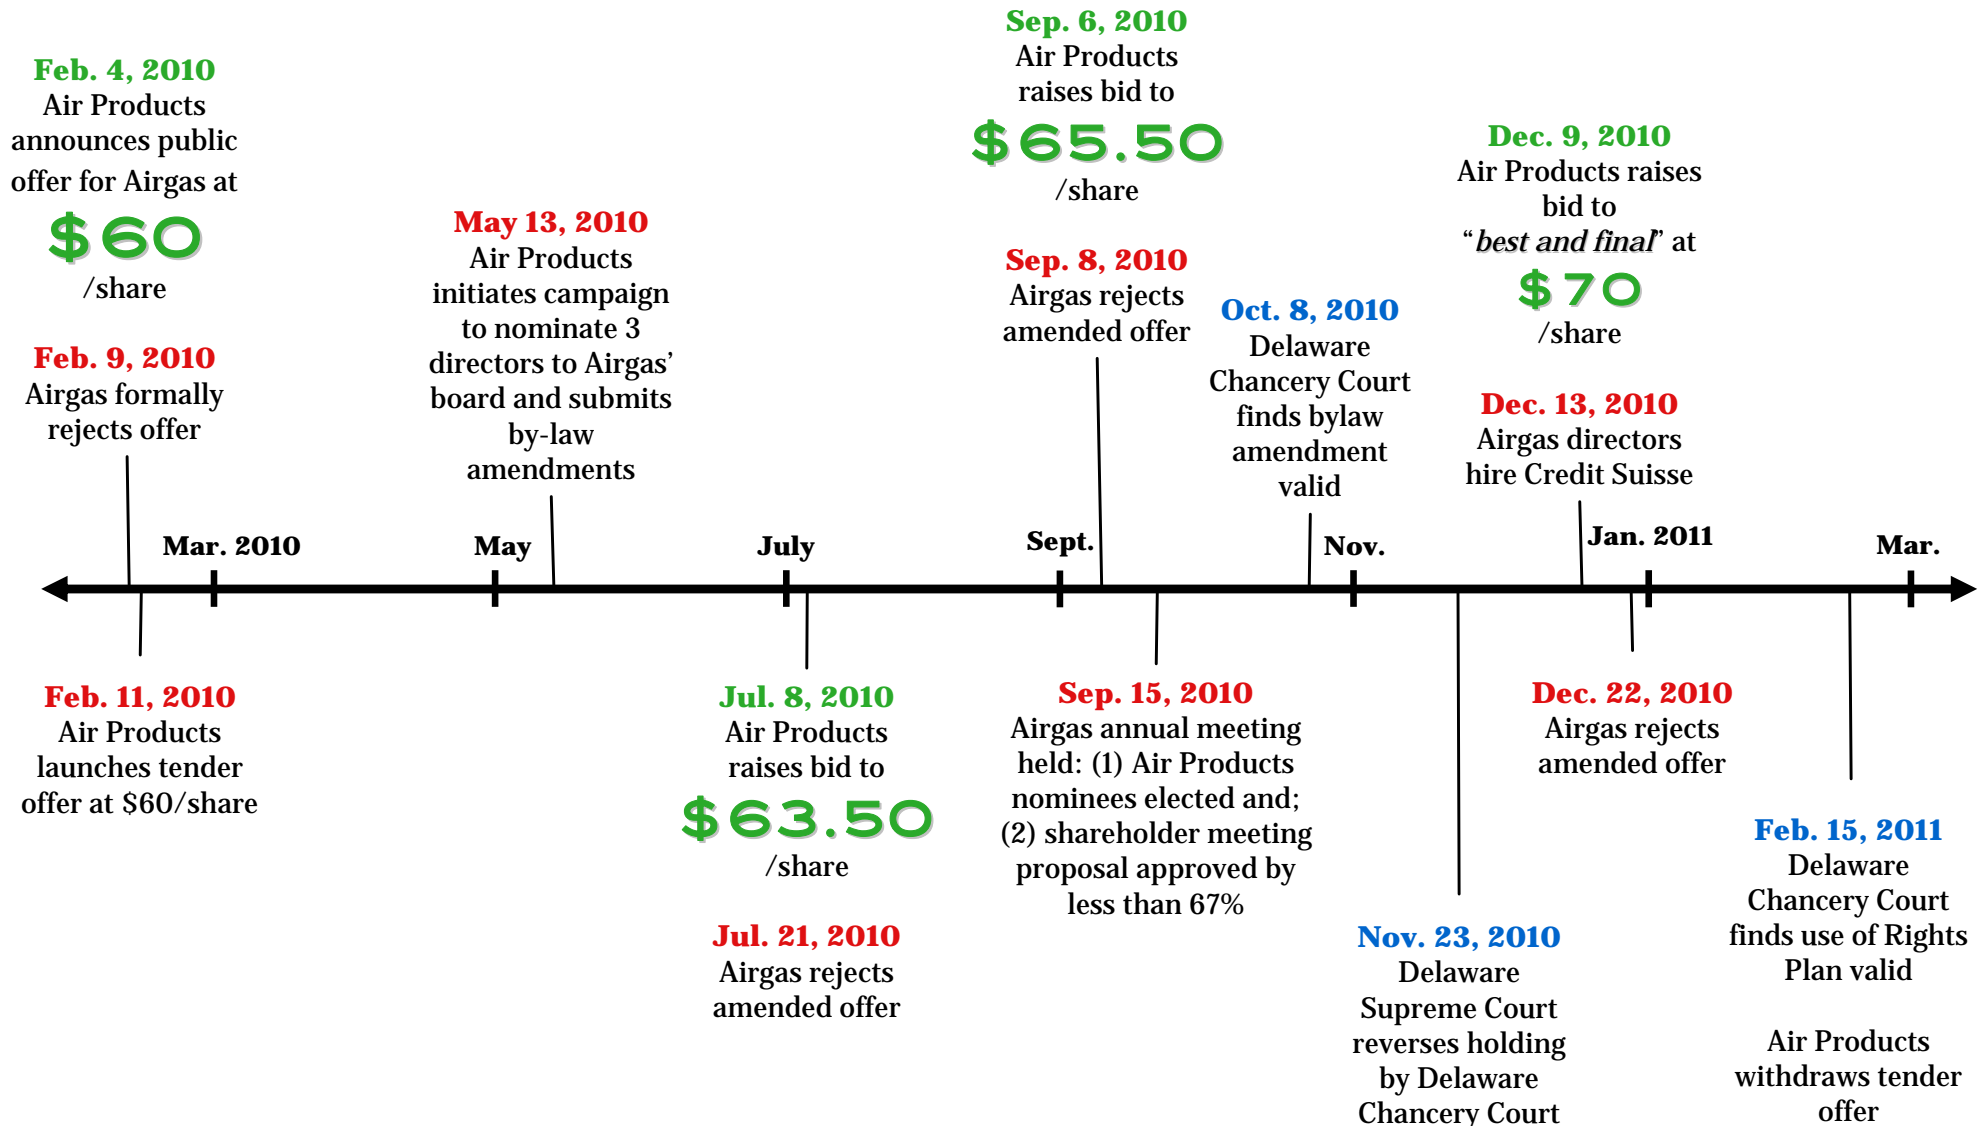 Feb. 4, 2010
Air Products
announces public
offer for Airgas at
$60
/share
Feb. 9, 2010
Airgas formally
rejects offer
May 13, 2010
Air Products
initiates campaign
to nominate 3
directors to Airgas’
board and submits
by-law
amendments
Sep. 6, 2010
Air Products
raises bid to
$65.50
/share
Sep. 8, 2010
Airgas rejects
amended offer
Oct. 8, 2010
Delaware
Chancery Court
finds bylaw
amendment
valid
Dec. 9, 2010
Air Products raises
bid to
“best and final” at
$70
/share
Dec. 13, 2010
Airgas directors
hire Credit Suisse
Mar. 2010
May
July
Sept.
Nov.
Jan. 2011
Mar.
Feb. 11, 2010
Air Products
launches tender
offer at $60/share
Jul. 8, 2010
Air Products
raises bid to
$63.50
/share
Jul. 21, 2010
Airgas rejects
amended offer
Sep. 15, 2010
Airgas annual meeting
held: (1) Air Products
nominees elected and;
(2) shareholder meeting
proposal approved by
less than 67%
Nov. 23, 2010
Delaware
Supreme Court
reverses holding
by Delaware
Chancery Court
Dec. 22, 2010
Airgas rejects
amended offer
Feb. 15, 2011
Delaware
Chancery Court
finds use of Rights
Plan valid
Air Products
withdraws tender
offer